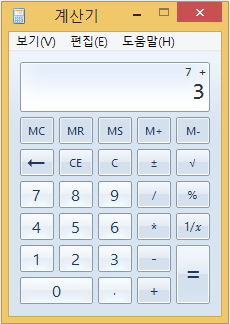 계산기
보기(V) 편집(E) 도움말(H)
7 +
3
MC MR MS M+ M-
← CE C ± √
7 8 9 / %
4 5 6 * 1/x
1 2 3 - =
0 . +